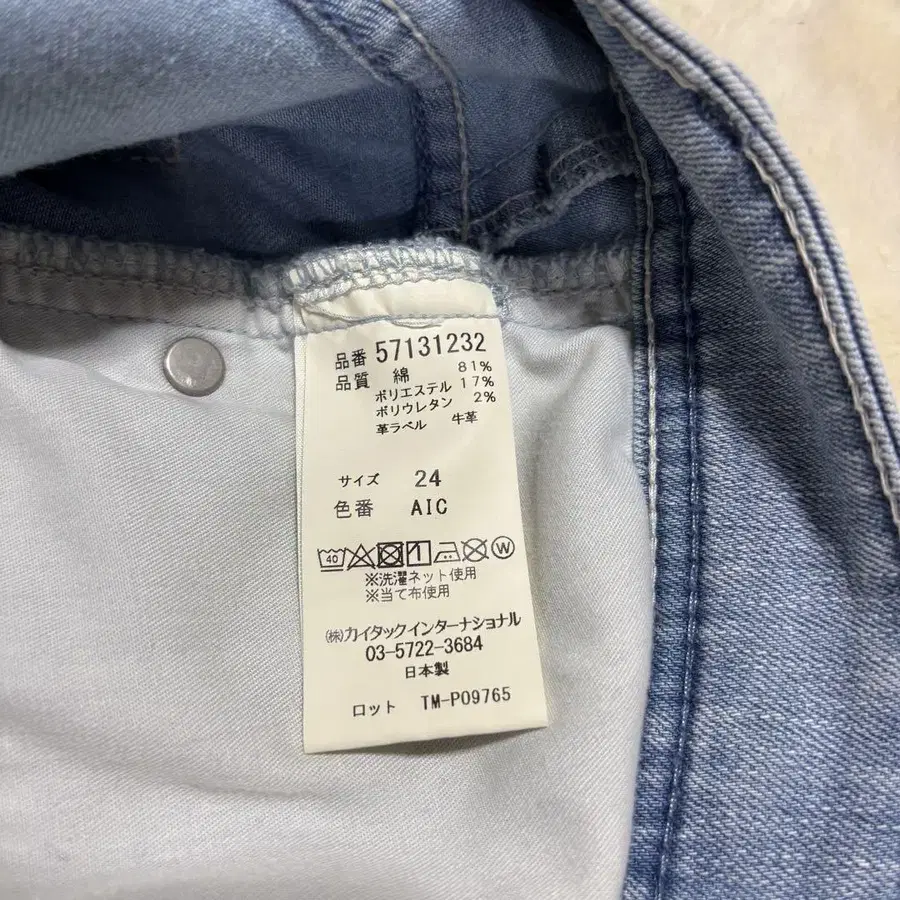 品番 57131232
品質 綿 81%
ポリエステル 17%
ポリウレタン 2%
革ラベル 牛革
サイズ 24
色番 AIC
40 W
※洗濯ネット使用
※当て布使用
㈱カイタックインターナショナル
03-5722-3684
日本製
ロット TM-P09765